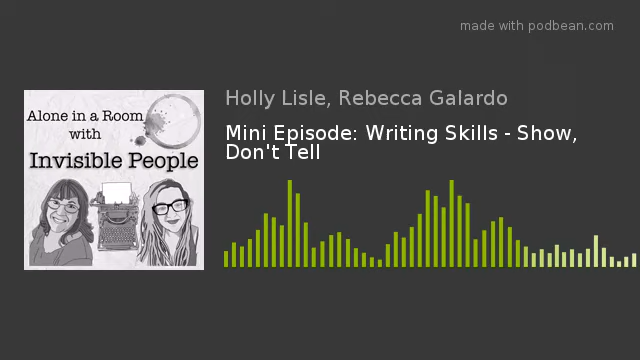 made with podbean.com
Alone in a Room
with
Invisible People
Holly Lisle, Rebecca Galardo
Mini Episode: Writing Skills - Show,
Don't Tell